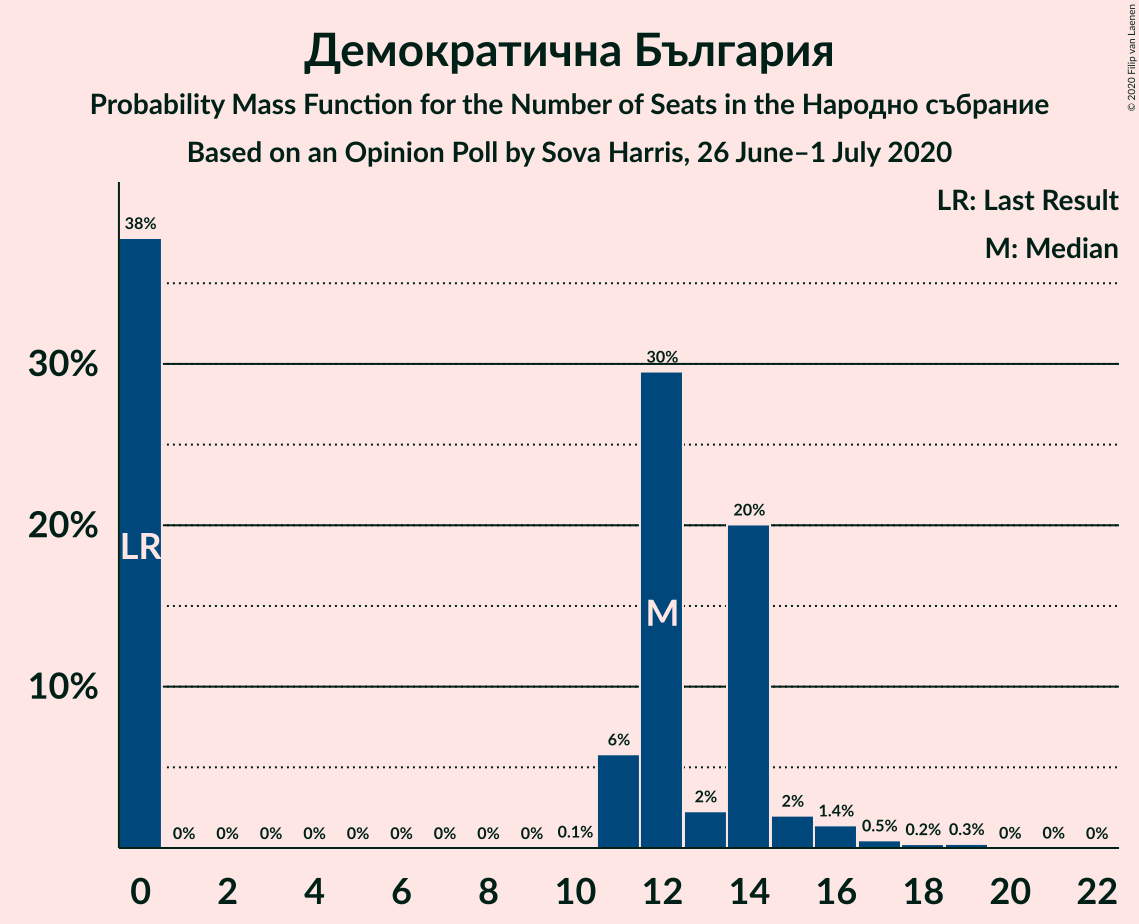 Демократична България
Probability Mass Function for the Number of Seats in the Народно събрание
Based on an Opinion Poll by Sova Harris, 26 June–1 July 2020
© 2020 Filip van Laenen
LR: Last Result
M: Median
38%
30%
30%
20%
20%
LR
M
10%
6%
2%
2%
1.4%
0.5%
0.2%
0.3%
0% 0% 0% 0% 0% 0% 0% 0% 0% 0.1% 0% 0% 0%
0 2 4 6 8 10 12 14 16 18 20 22